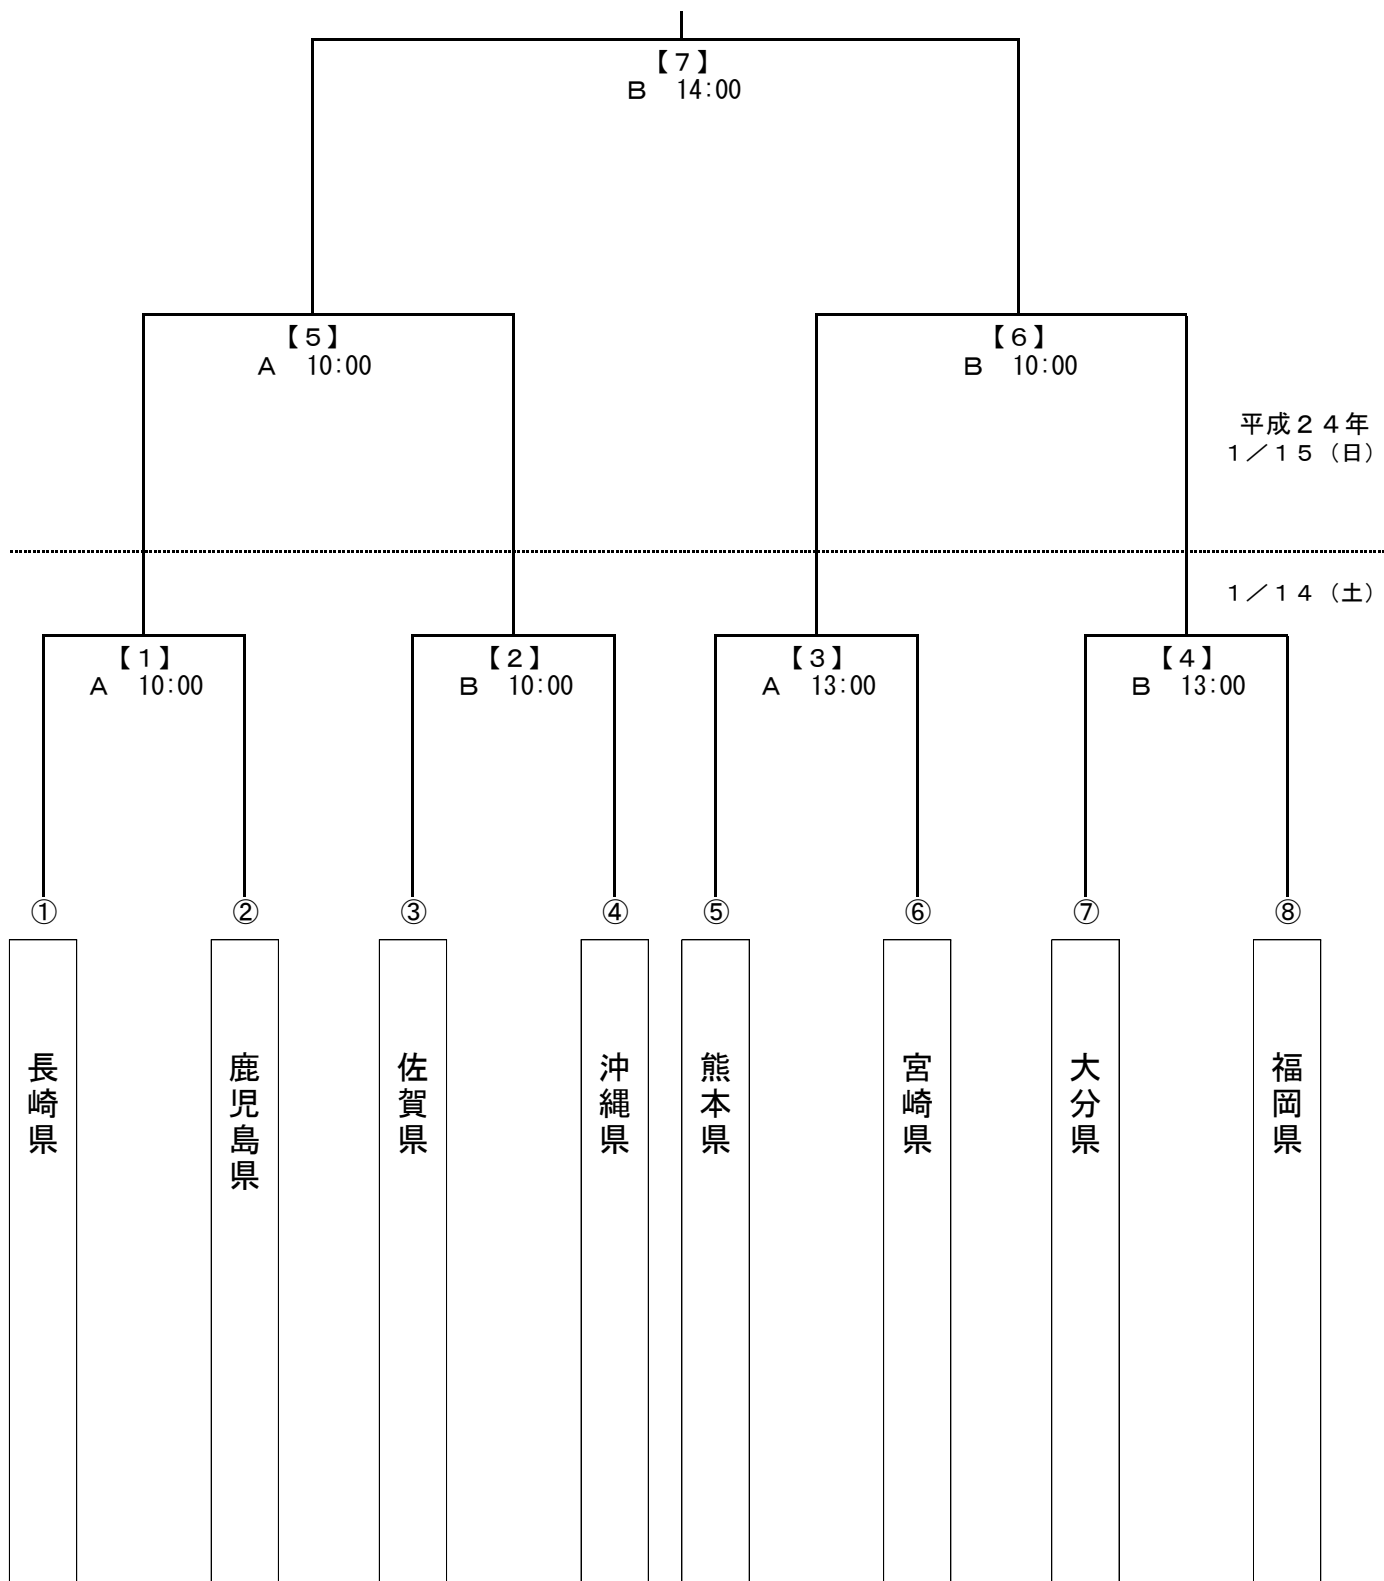 【７】
Ｂ　14:00
【５】
Ａ　10:00
【６】
Ｂ　10:00
平成２４年
１／１５（日）
１／１４（土）
【１】
Ａ　10:00
【２】
Ｂ　10:00
【３】
Ａ　13:00
【４】
Ｂ　13:00
①
②
③
④
⑤
⑥
⑦
⑧
長崎県
鹿児島県
佐賀県
沖縄県
熊本県
宮崎県
大分県
福岡県